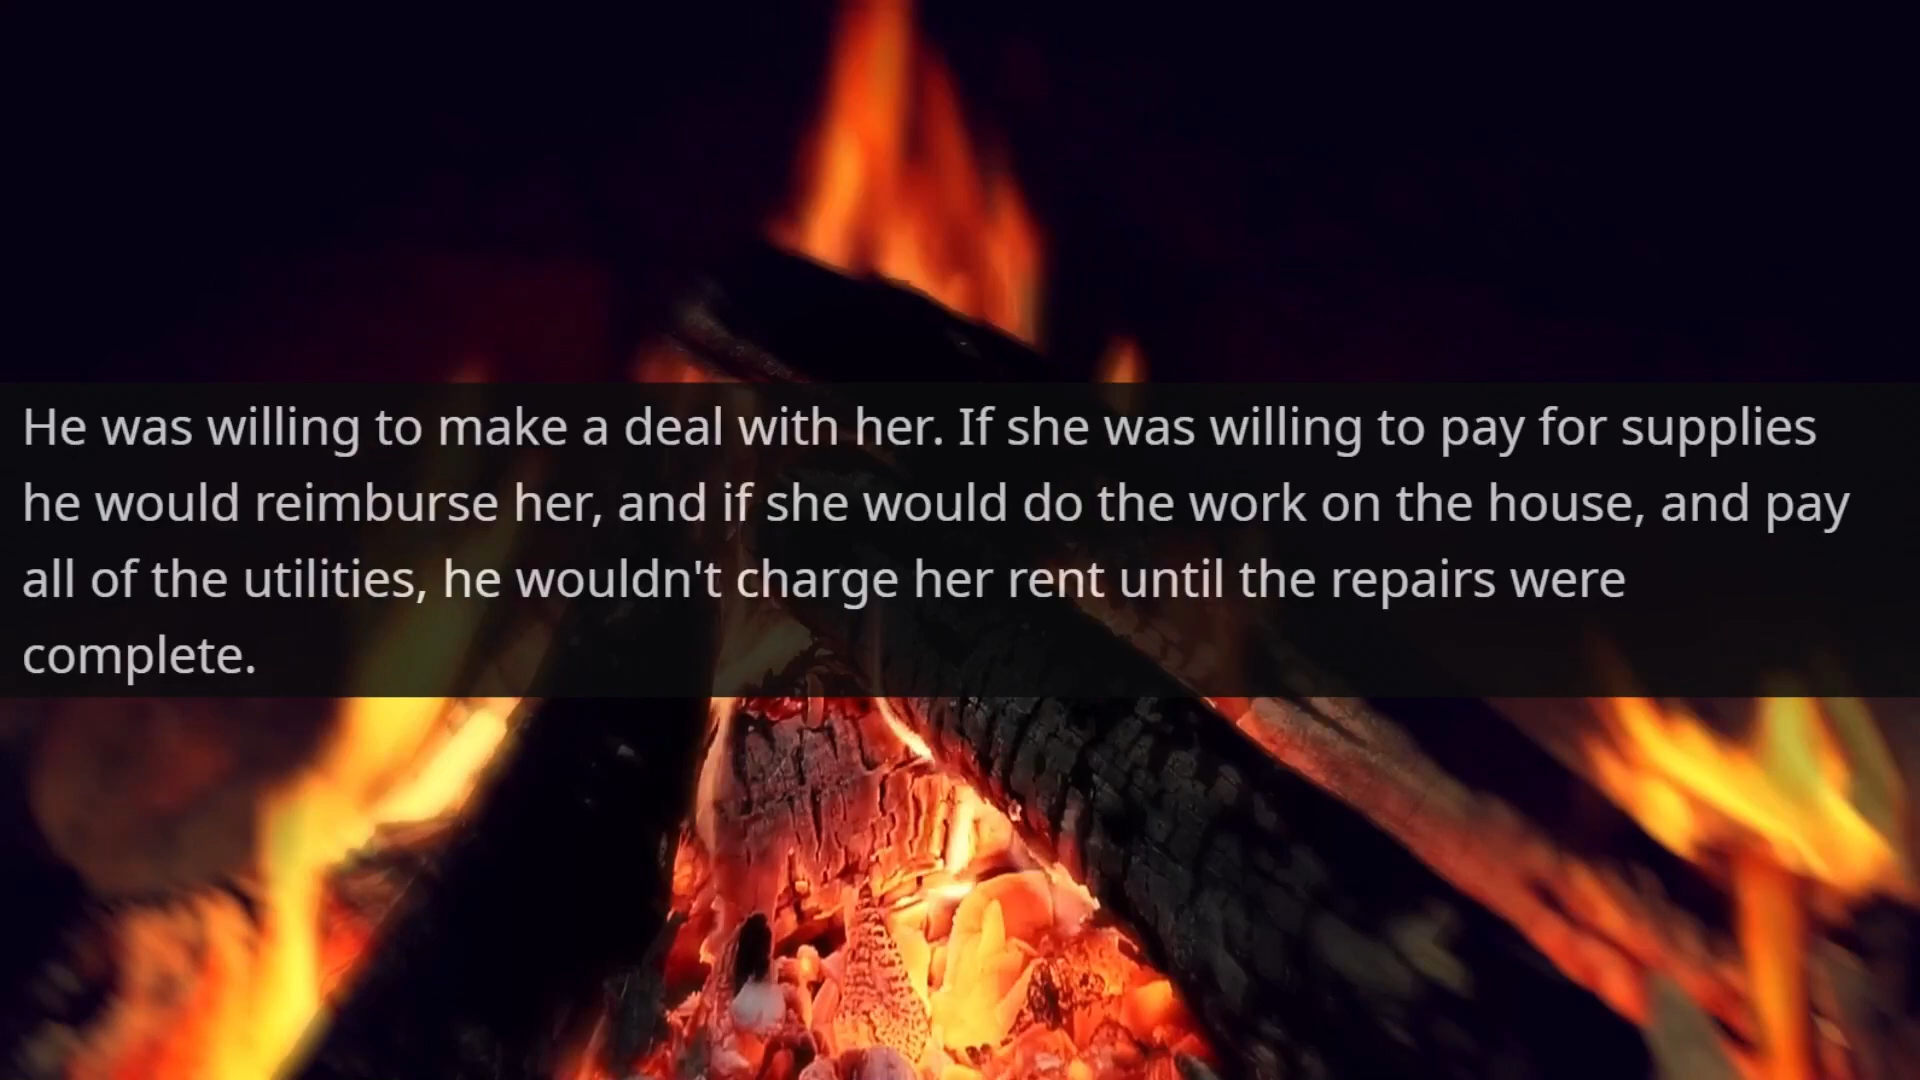 He was willing to make a deal with her. If she was willing to pay for supplies
he would reimburse her, and if she would do the work on the house, and pay
all of the utilities, he wouldn't charge her rent until the repairs were
complete.